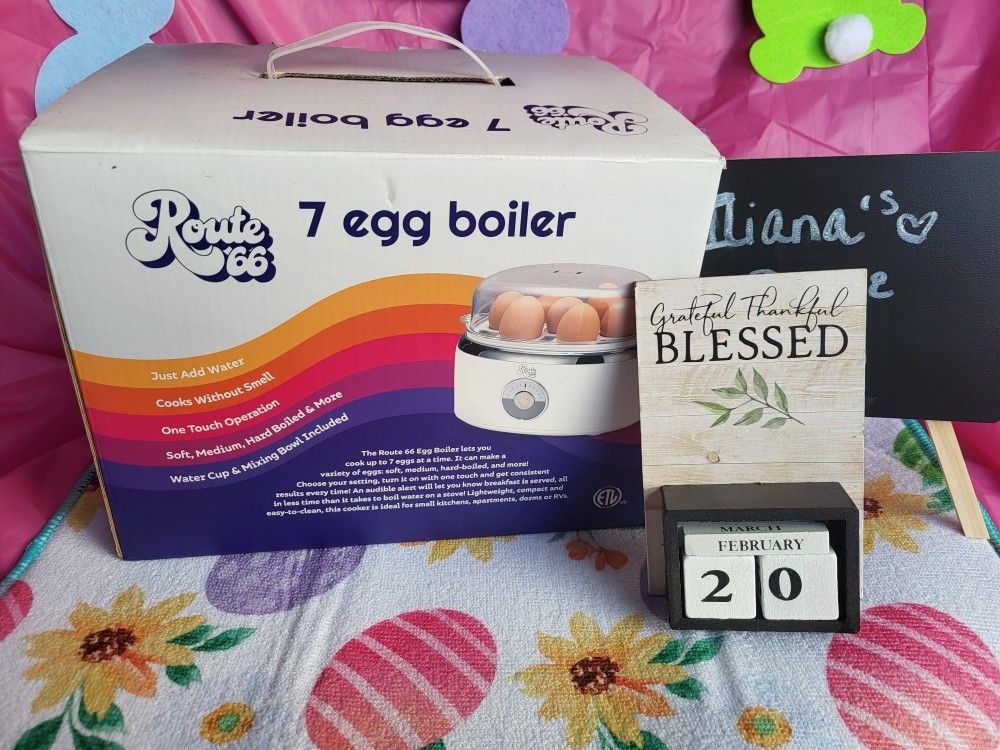 7 egg boiler
Route
66
Route
'66
7 egg boiler
Just Add Water
Cooks Without Smell
One Touch Operation
Soft, Medium, Hard Boiled & More
Water Cup & Mixing Bowl Included
The Route 66 Egg Boiler lets you
cook up to 7 eggs at a time. It can make a
variety of eggs: soft, medium, hard-boiled, and more!
Choose your setting, turn it on with one touch and get consistent
results every time! An audible alert will let you know breakfast is served, all
in less time than it takes to boil water on a stove! Lightweight, compact and
easy-to-clean, this cooker is ideal for small kitchens, apartments, dorms or RVs.
ETL
Grateful Thankful
BLESSED
MARCH
FEBRUARY
20